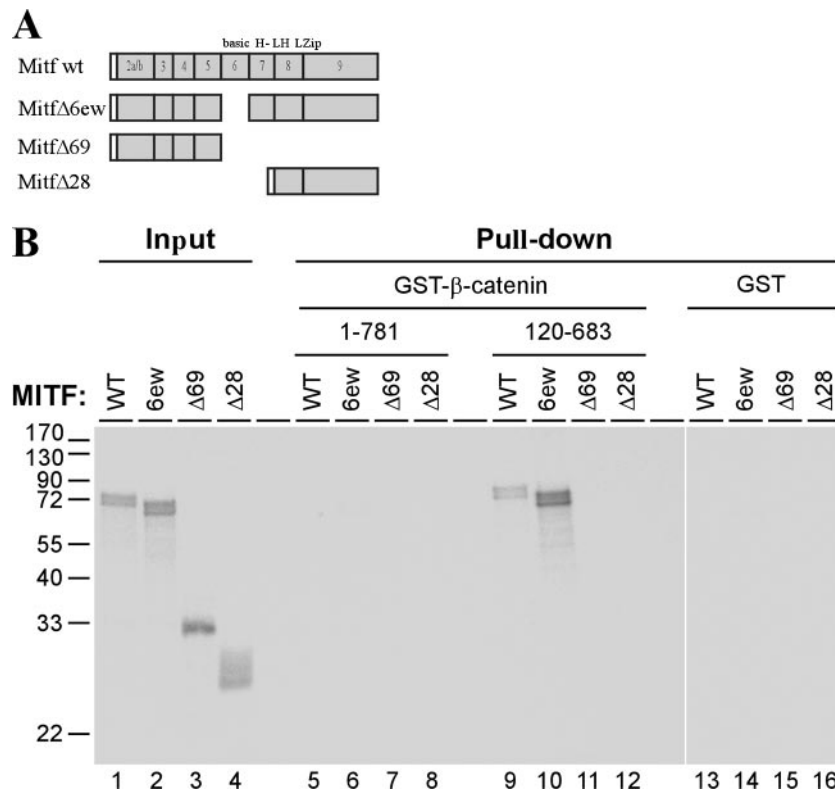 A
basic H- LH LZip
Mitf wt 2a/b 3 4 5 6 7 8 9
MitfΔ6ew
MitfΔ69
MitfΔ28
B
Input Pull-down
GST-β-catenin GST
1-781 120-683
MITF: WT 6ew Δ69 Δ28 WT 6ew Δ69 Δ28 WT 6ew Δ69 Δ28 WT 6ew Δ69 Δ28
170
130
90
72
55
40
33
22
1 2 3 4 5 6 7 8 9 10 11 12 13 14 15 16